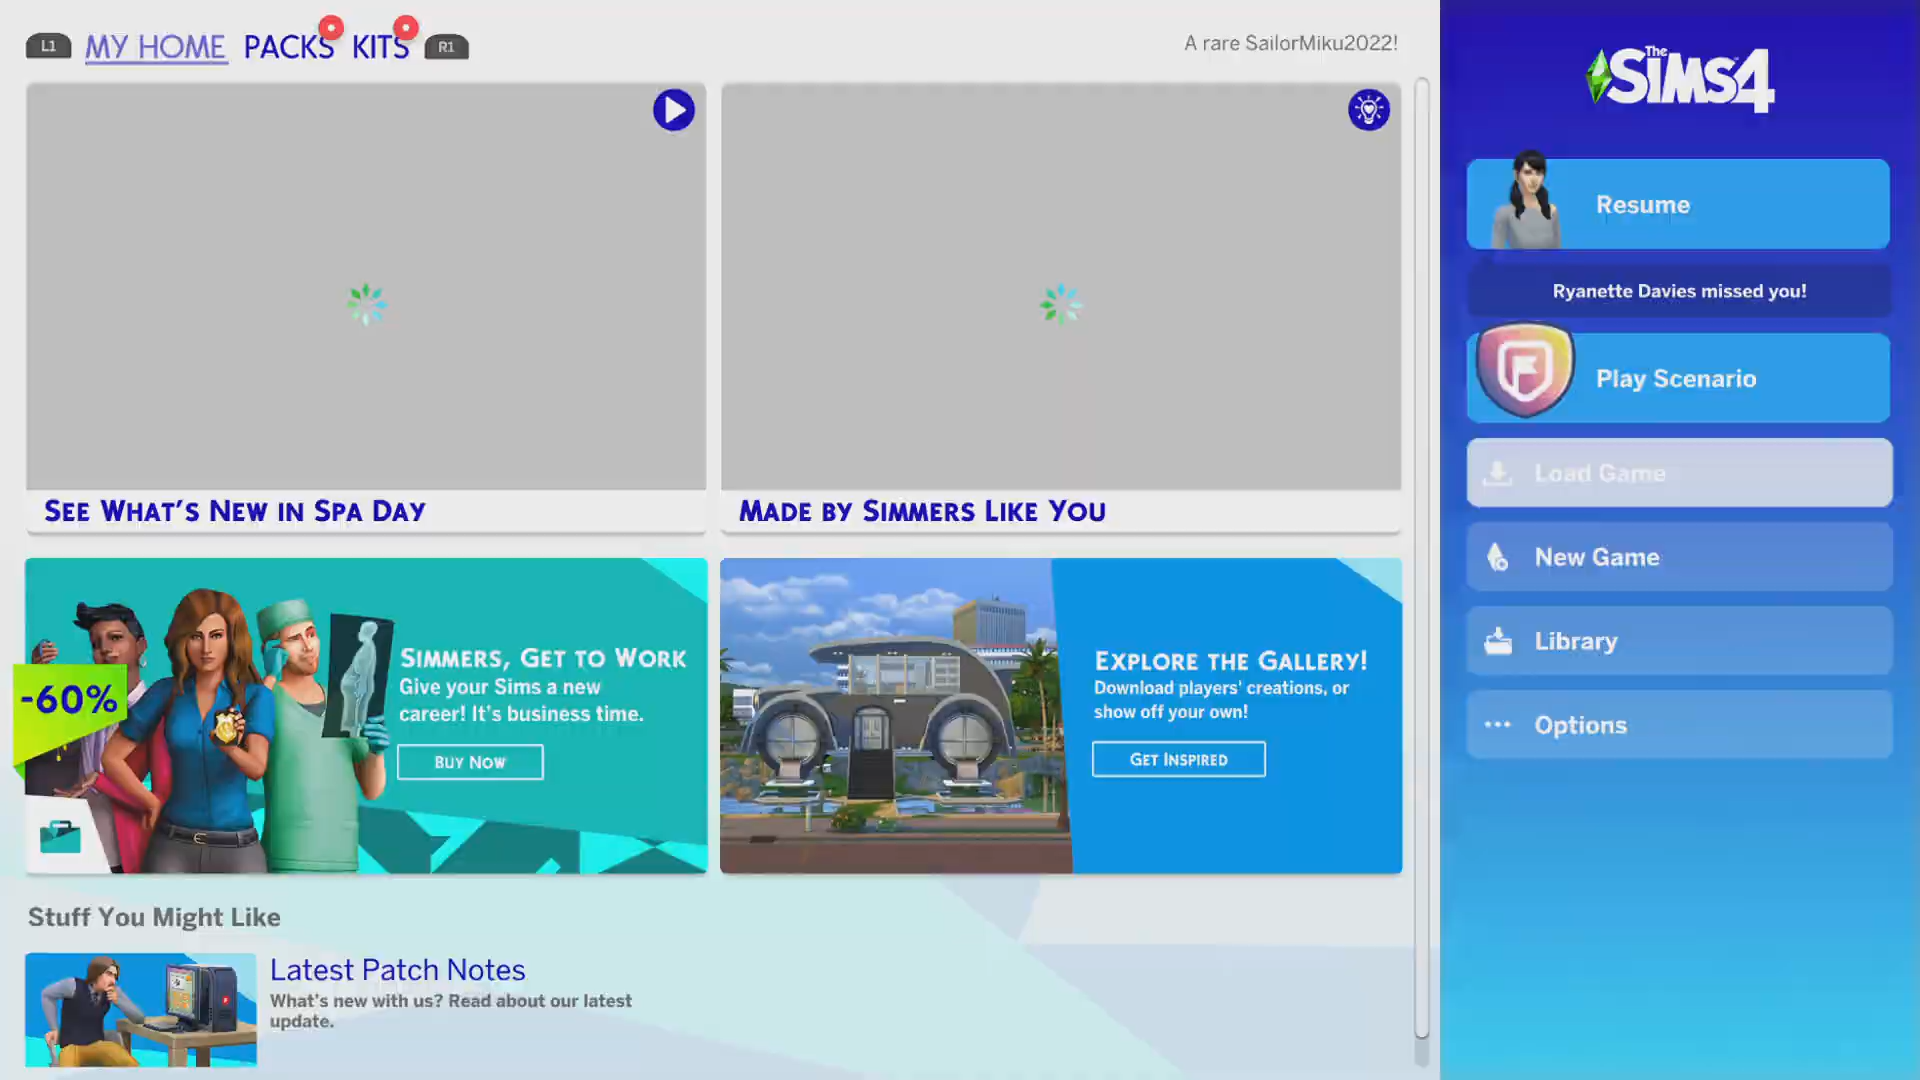 L1 MY HOME PACKS KITS R1
A rare SailorMiku2022!
SEE WHAT'S NEW IN SPA DAY
MADE BY SIMMERS LIKE YOU
-60%
SIMMERS, GET TO WORK
Give your Sims a new
career! It's business time.
BUY NOW
EXPLORE THE GALLERY!
Download players' creations, or
show off your own!
GET INSPIRED
Stuff You Might Like
Latest Patch Notes
What's new with us? Read about our latest
update.
The SIMS 4
Resume
Ryanette Davies missed you!
Play Scenario
Load Game
New Game
Library
Options